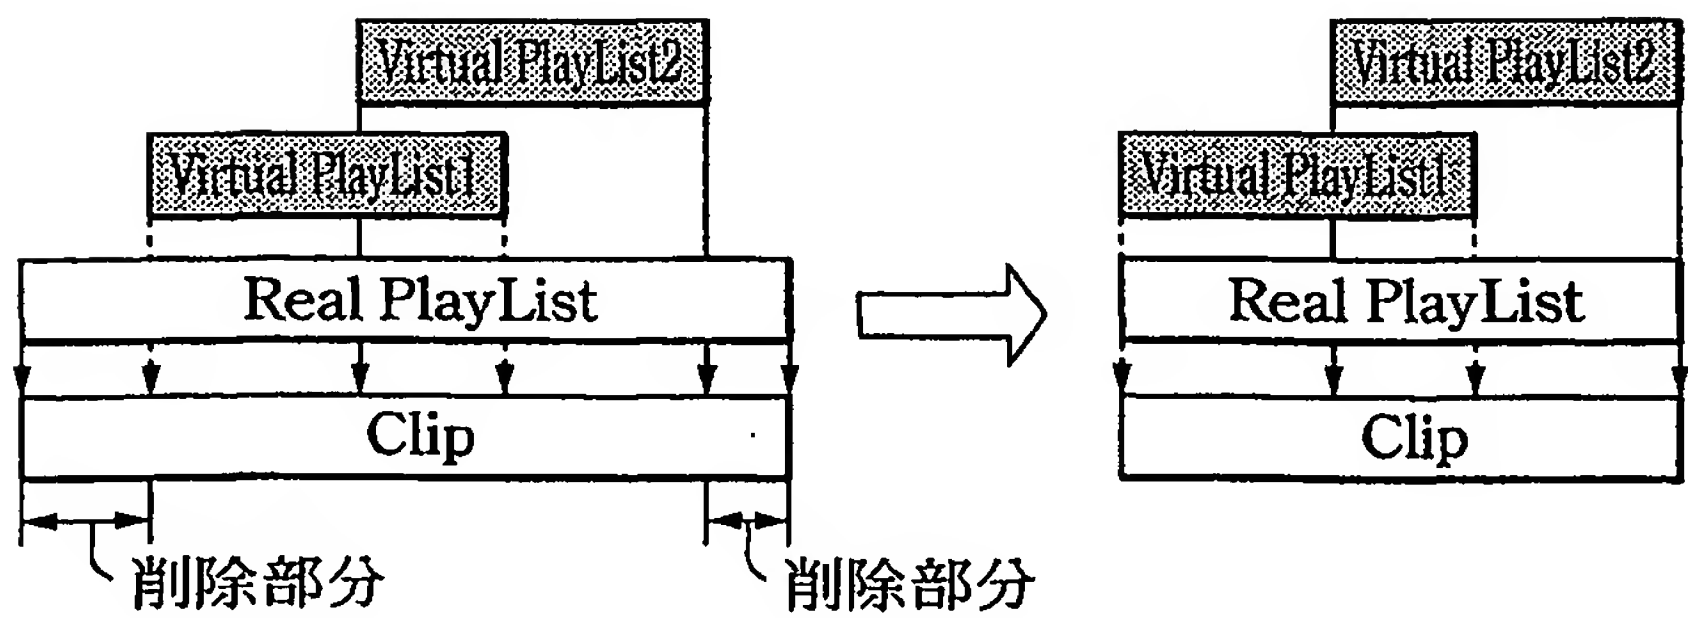 Virtual PlayList2
Virtual PlayList1
Real PlayList
Clip
削除部分
削除部分
Virtual PlayList2
Virtual PlayList1
Real PlayList
Clip